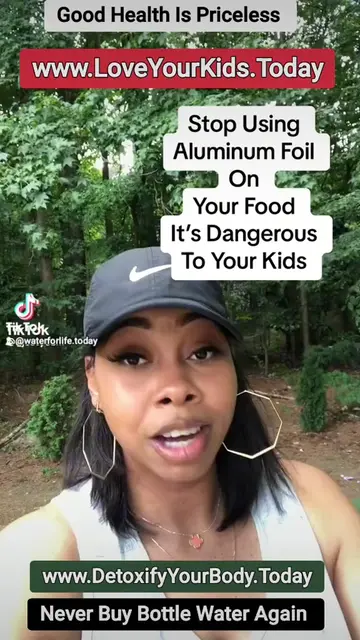 Good Health Is Priceless
www.LoveYourKids.Today
Stop Using
Aluminum Foil
On
Your Food
It’s Dangerous
To Your Kids
TikTok
@waterforlife.today
www.DetoxifyYourBody.Today
Never Buy Bottle Water Again